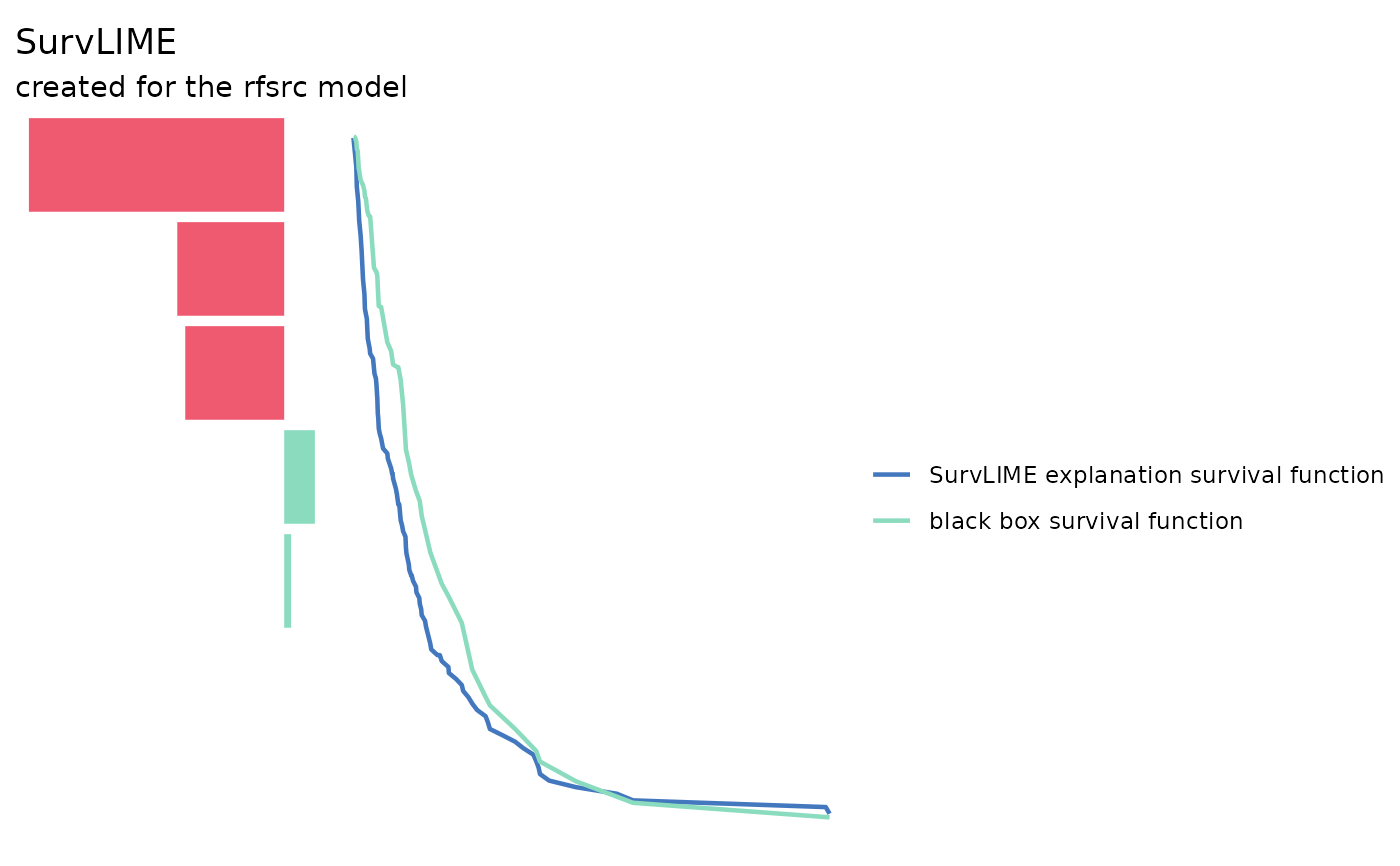 SurvLIME
created for the rfsrc model
SurvLIME explanation survival function
black box survival function